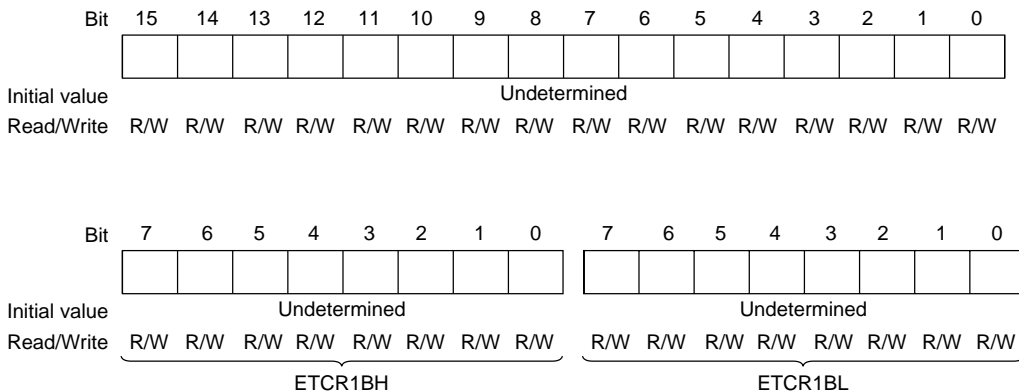 Bit 15 14 13 12 11 10 9 8 7 6 5 4 3 2 1 0
Initial value Undetermined
Read/Write R/W R/W R/W R/W R/W R/W R/W R/W R/W R/W R/W R/W R/W R/W R/W R/W
Bit 7 6 5 4 3 2 1 0 7 6 5 4 3 2 1 0
Initial value Undetermined Undetermined
Read/Write R/W R/W R/W R/W R/W R/W R/W R/W R/W R/W R/W R/W R/W R/W R/W R/W
ETCR1BH ETCR1BL